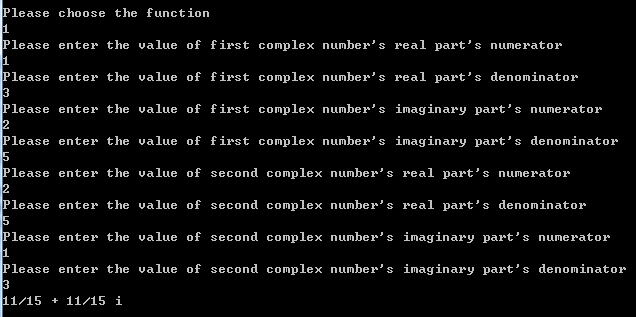 Please choose the function
1
Please enter the value of first complex number's real part's numerator
1
Please enter the value of first complex number's real part's denominator
3
Please enter the value of first complex number's imaginary part's numerator
2
Please enter the value of first complex number's imaginary part's denominator
5
Please enter the value of second complex number's real part's numerator
2
Please enter the value of second complex number's real part's denominator
5
Please enter the value of second complex number's imaginary part's numerator
1
Please enter the value of second complex number's imaginary part's denominator
3
11/15 + 11/15 i